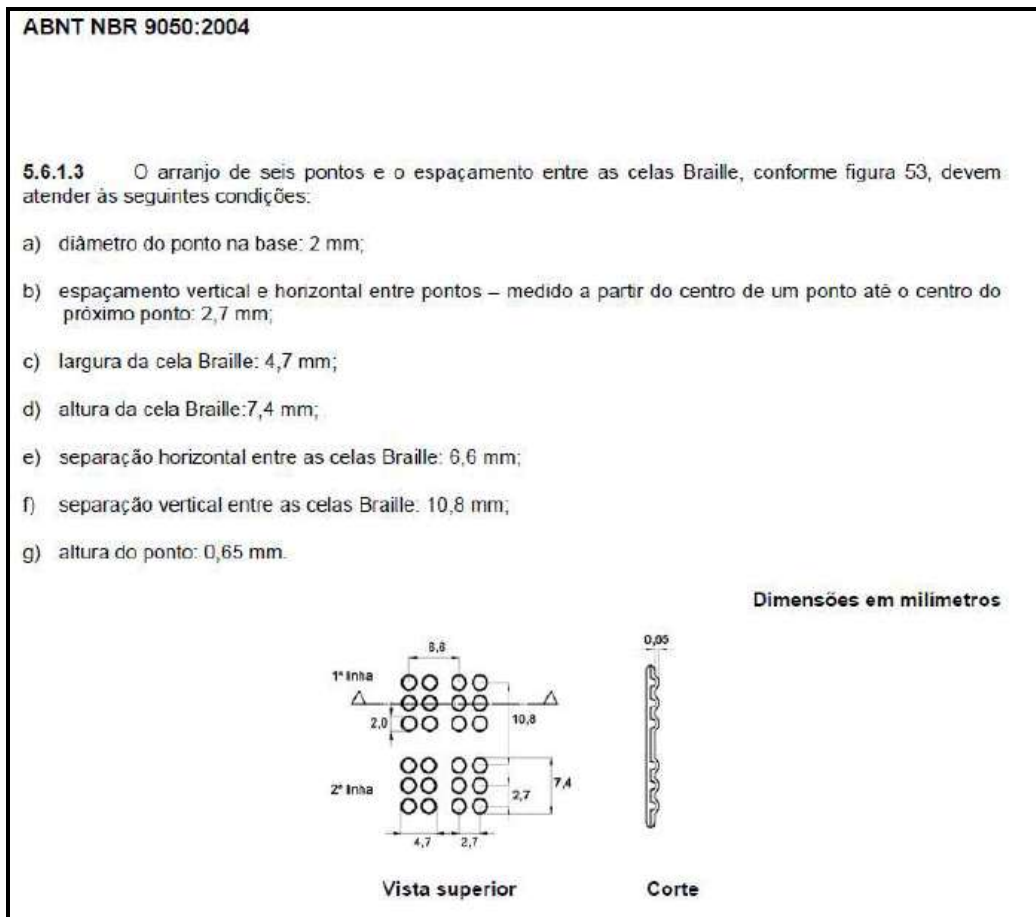 ABNT NBR 9050:2004
5.6.1.3 O arranjo de seis pontos e o espaçamento entre as celas Braille, conforme figura 53, devem
atender às seguintes condições:
a) diâmetro do ponto na base: 2 mm;
b) espaçamento vertical e horizontal entre pontos – medido a partir do centro de um ponto até o centro do
próximo ponto: 2,7 mm;
c) largura da cela Braille: 4,7 mm;
d) altura da cela Braille:7,4 mm;
e) separação horizontal entre as celas Braille: 6,6 mm;
f) separação vertical entre as celas Braille: 10,8 mm;
g) altura do ponto: 0,65 mm.
Dimensões em milímetros
6,6
0,65
1ª linha
2,0
10,8
2ª linha
7,4
2,7
4,7
2,7
Vista superior
Corte